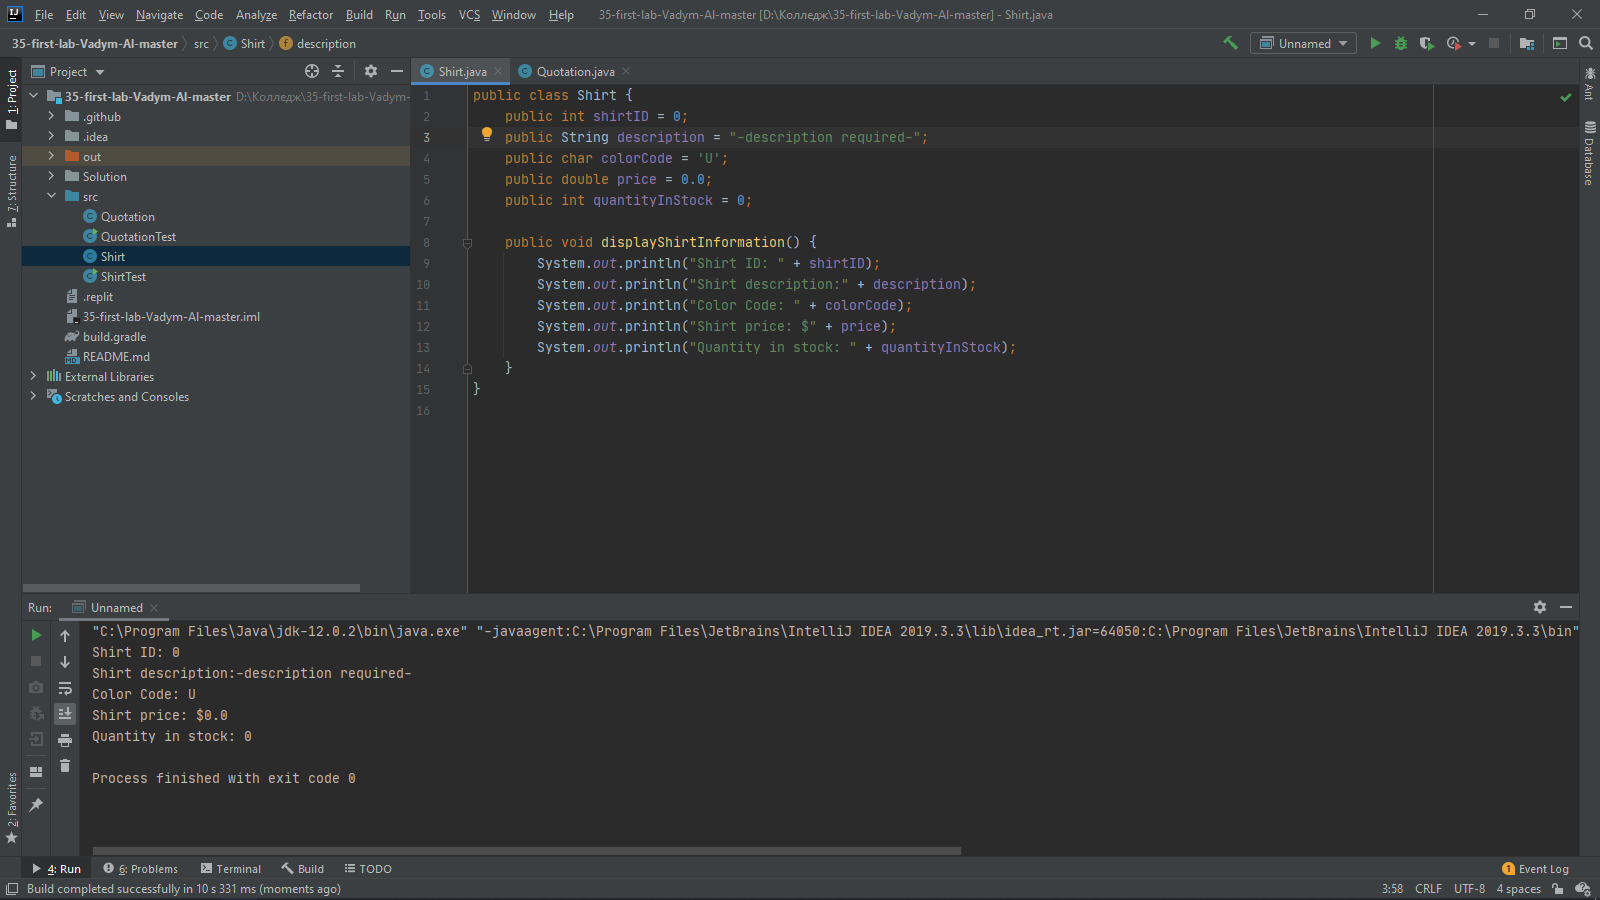 File Edit View Navigate Code Analyze Refactor Build Run Tools VCS Window Help 35-first-lab-Vadym-AI-master [D:\Колледж\35-first-lab-Vadym-AI-master] - Shirt.java
35-first-lab-Vadym-AI-master src Shirt description Unnamed
1: Project
7: Structure
2: Favorites
Project
35-first-lab-Vadym-AI-master D:\Колледж\35-first-lab-Vadym-
.github
.idea
out
Solution
src
Quotation
QuotationTest
Shirt
ShirtTest
.replit
35-first-lab-Vadym-AI-master.iml
build.gradle
README.md
External Libraries
Scratches and Consoles
Shirt.java Quotation.java
1 public class Shirt {
2 public int shirtID = 0;
3 public String description = "-description required-";
4 public char colorCode = 'U';
5 public double price = 0.0;
6 public int quantityInStock = 0;
7
8 public void displayShirtInformation() {
9 System.out.println("Shirt ID: " + shirtID);
10 System.out.println("Shirt description:" + description);
11 System.out.println("Color Code: " + colorCode);
12 System.out.println("Shirt price: $" + price);
13 System.out.println("Quantity in stock: " + quantityInStock);
14 }
15 }
16
Ant
Database
Run: Unnamed
"C:\Program Files\Java\jdk-12.0.2\bin\java.exe" "-javaagent:C:\Program Files\JetBrains\IntelliJ IDEA 2019.3.3\lib\idea_rt.jar=64050:C:\Program Files\JetBrains\IntelliJ IDEA 2019.3.3\bin"
Shirt ID: 0
Shirt description:-description required-
Color Code: U
Shirt price: $0.0
Quantity in stock: 0
Process finished with exit code 0
4: Run 6: Problems Terminal Build TODO 1 Event Log
Build completed successfully in 10 s 331 ms (moments ago) 3:58 CRLF UTF-8 4 spaces